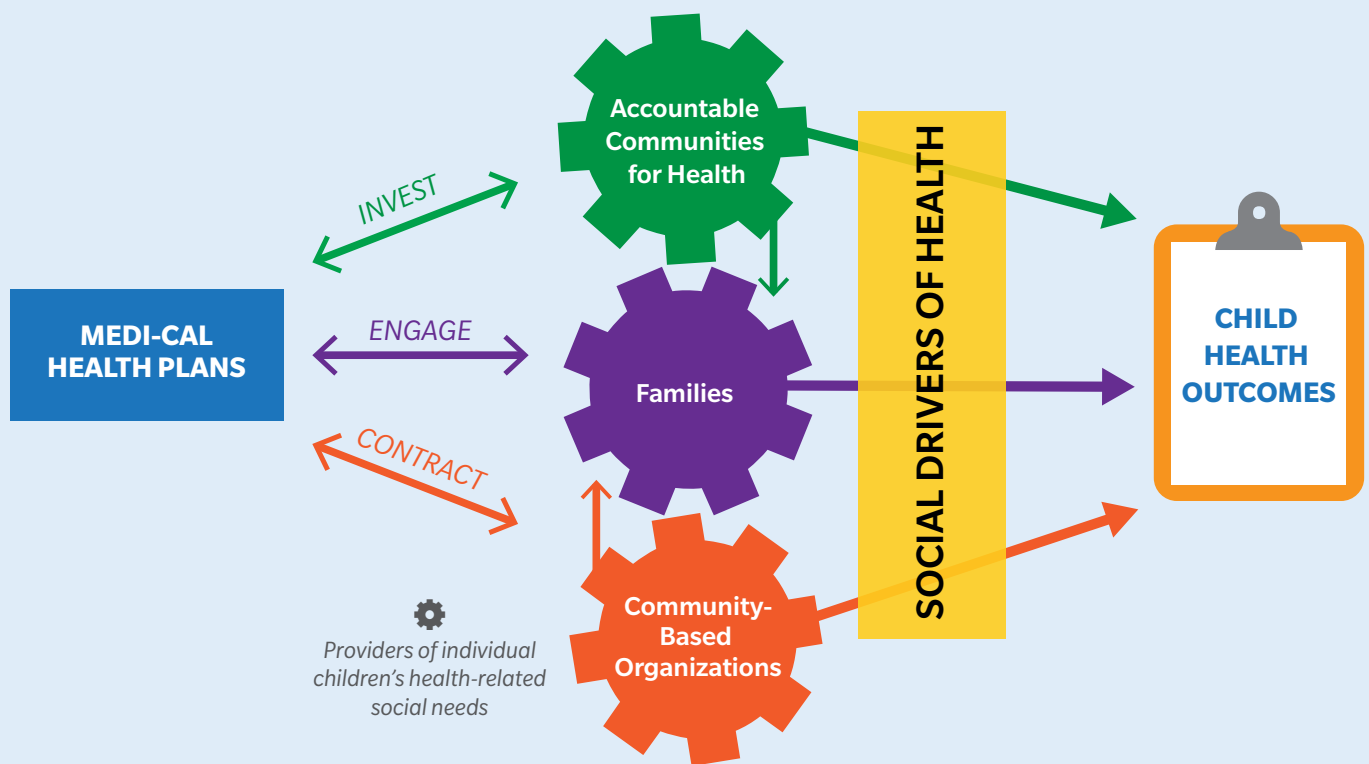 Accountable
Communities
for Health
INVEST
MEDI-CAL
HEALTH PLANS
ENGAGE
Families
CONTRACT
Community-
Based
Organizations
Providers of individual
children’s health-related
social needs
SOCIAL DRIVERS OF HEALTH
CHILD
HEALTH
OUTCOMES